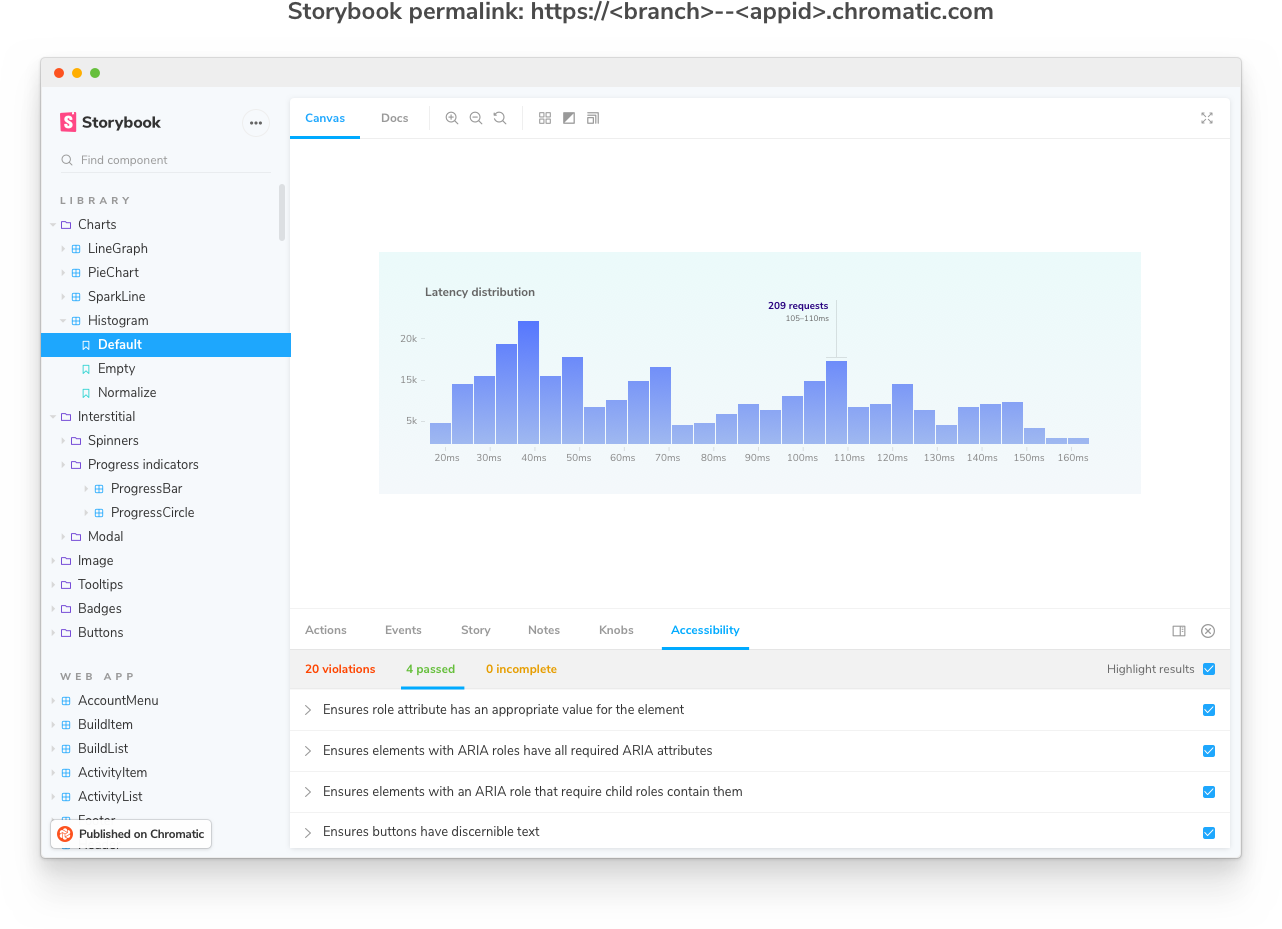 Storybook permalink: https://<branch>--<appid>.chromatic.com
Storybook
Find component
LIBRARY
Charts
LineGraph
PieChart
SparkLine
Histogram
Default
Empty
Normalize
Interstitial
Spinners
Progress indicators
ProgressBar
ProgressCircle
Modal
Image
Tooltips
Badges
Buttons
WEB APP
AccountMenu
BuildItem
BuildList
ActivityItem
ActivityList
Footer
Published on Chromatic
Header
Canvas Docs
Latency distribution
209 requests
105–110ms
20k
15k
5k
20ms 30ms 40ms 50ms 60ms 70ms 80ms 90ms 100ms 110ms 120ms 130ms 140ms 150ms 160ms
Actions Events Story Notes Knobs Accessibility
20 violations 4 passed 0 incomplete Highlight results
Ensures role attribute has an appropriate value for the element
Ensures elements with ARIA roles have all required ARIA attributes
Ensures elements with an ARIA role that require child roles contain them
Ensures buttons have discernible text